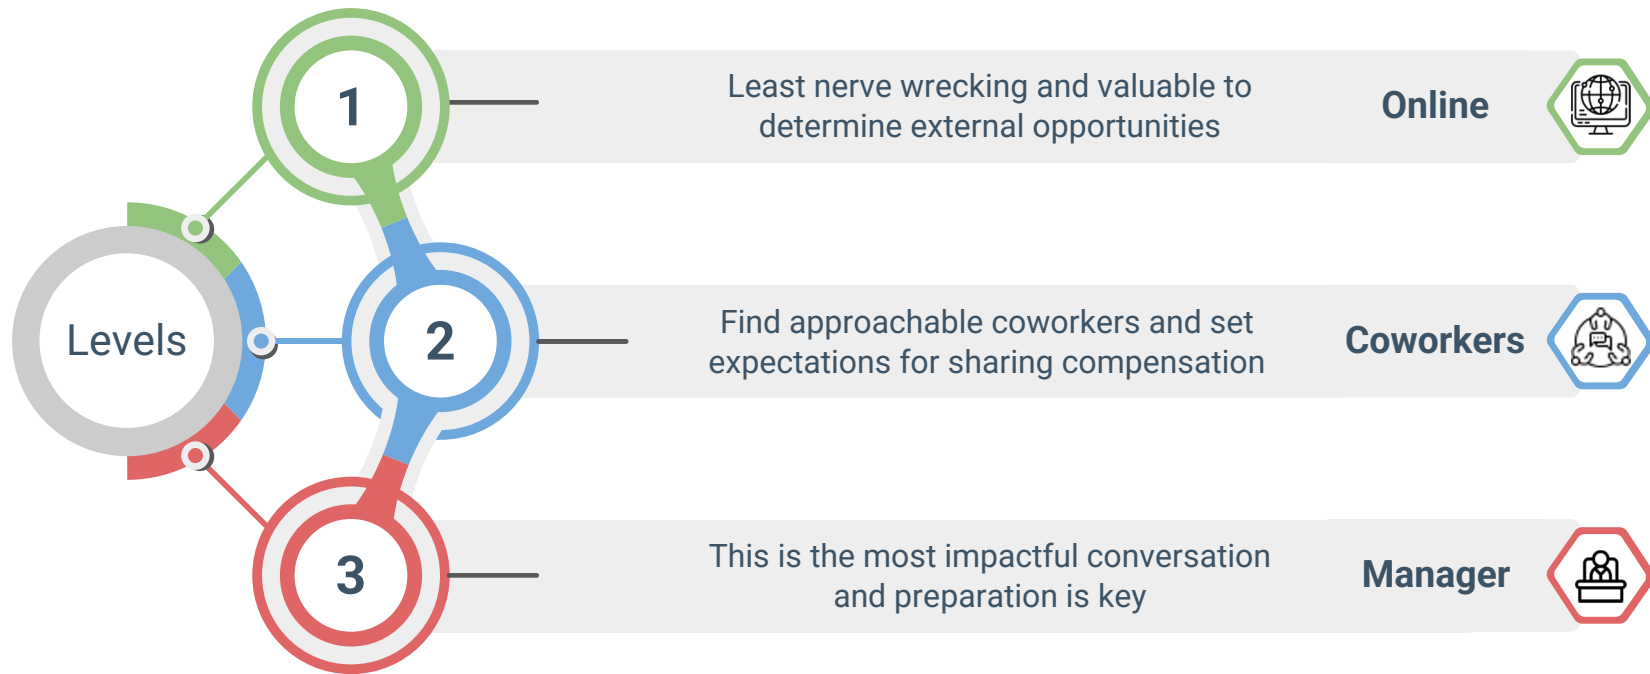 Levels
1
Least nerve wrecking and valuable to
determine external opportunities
Online
2
Find approachable coworkers and set
expectations for sharing compensation
Coworkers
3
This is the most impactful conversation
and preparation is key
Manager